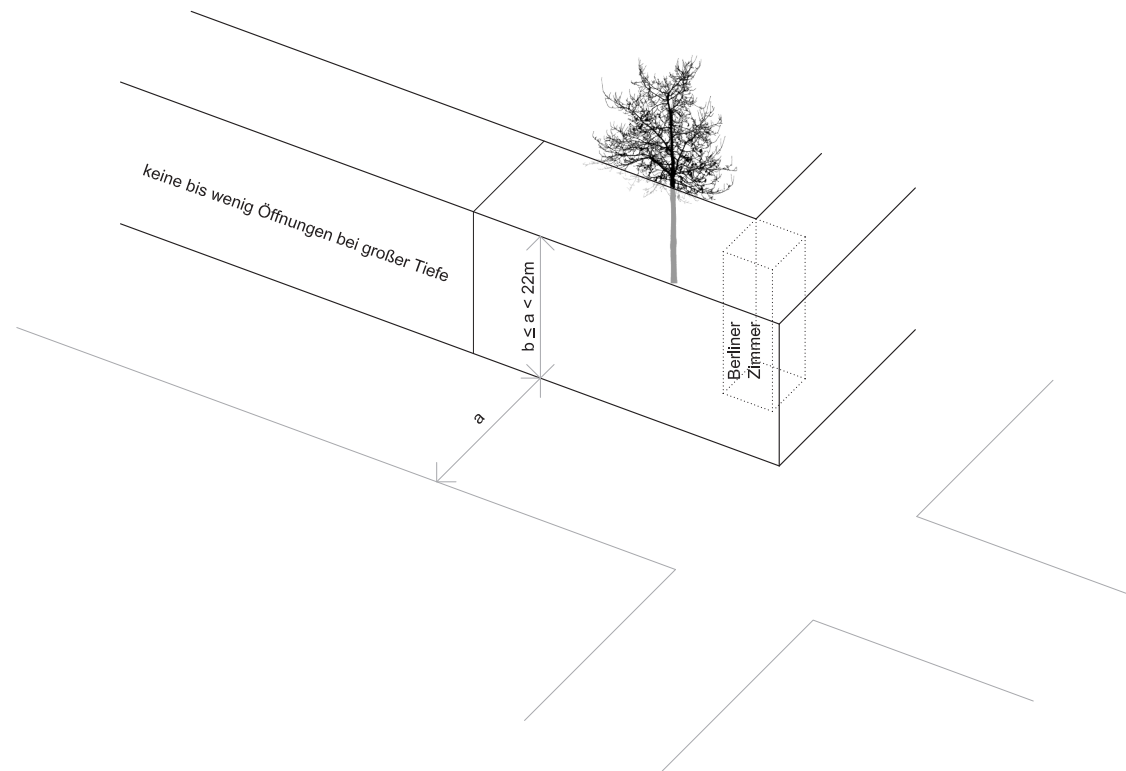 keine bis wenig Öffnungen bei großer Tiefe
b ≤ a < 22m
a
Berliner
Zimmer